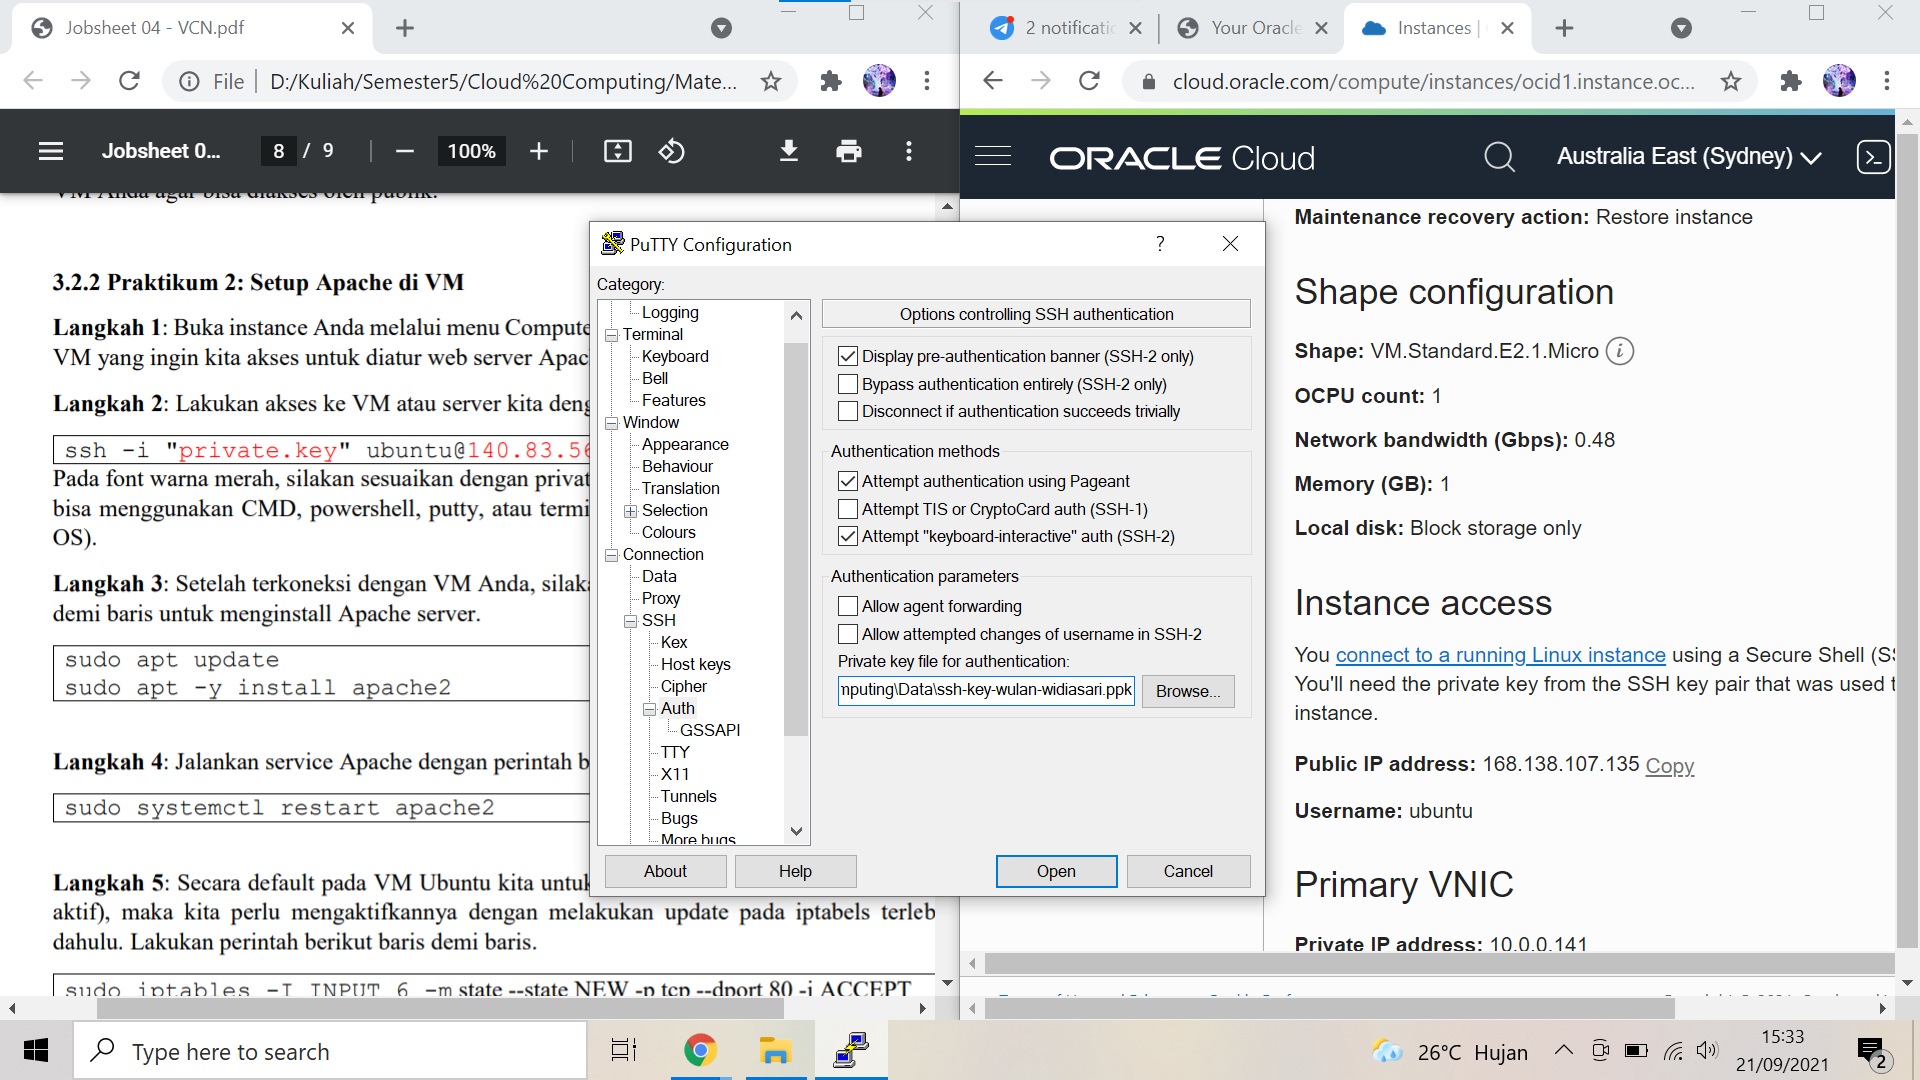 Jobsheet 04 - VCN.pdf
File
D:/Kuliah/Semester5/Cloud%20Computing/Mate...
Jobsheet 0...
8 / 9
100%
VM Anda agar bisa diakses oleh publik.
3.2.2 Praktikum 2: Setup Apache di VM
Langkah 1: Buka instance Anda melalui menu Compute
VM yang ingin kita akses untuk diatur web server Apac
Langkah 2: Lakukan akses ke VM atau server kita deng
ssh -i "private.key" ubuntu@140.83.56
Pada font warna merah, silakan sesuaikan dengan privat
bisa menggunakan CMD, powershell, putty, atau termi
OS).
Langkah 3: Setelah terkoneksi dengan VM Anda, silaka
demi baris untuk menginstall Apache server.
sudo apt update
sudo apt -y install apache2
Langkah 4: Jalankan service Apache dengan perintah b
sudo systemctl restart apache2
Langkah 5: Secara default pada VM Ubuntu kita untuk
aktif), maka kita perlu mengaktifkannya dengan melakukan update pada iptabels terleb
dahulu. Lakukan perintah berikut baris demi baris.
sudo iptables -I INPUT 6 -m state --state NEW -p tcp --dport 80 -j ACCEPT
PuTTY Configuration
?
Category:
Logging
Terminal
Keyboard
Bell
Features
Window
Appearance
Behaviour
Translation
Selection
Colours
Connection
Data
Proxy
SSH
Kex
Host keys
Cipher
Auth
GSSAPI
TTY
X11
Tunnels
Bugs
More bugs
Options controlling SSH authentication
Display pre-authentication banner (SSH-2 only)
Bypass authentication entirely (SSH-2 only)
Disconnect if authentication succeeds trivially
Authentication methods
Attempt authentication using Pageant
Attempt TIS or CryptoCard auth (SSH-1)
Attempt "keyboard-interactive" auth (SSH-2)
Authentication parameters
Allow agent forwarding
Allow attempted changes of username in SSH-2
Private key file for authentication:
mputing\Data\ssh-key-wulan-widiasari.ppk
Browse...
About
Help
Open
Cancel
2 notificatio
Your Oracle
Instances |
cloud.oracle.com/compute/instances/ocid1.instance.oc...
ORACLE Cloud
Australia East (Sydney)
Maintenance recovery action: Restore instance
Shape configuration
Shape: VM.Standard.E2.1.Micro
OCPU count: 1
Network bandwidth (Gbps): 0.48
Memory (GB): 1
Local disk: Block storage only
Instance access
You connect to a running Linux instance using a Secure Shell (SS
You'll need the private key from the SSH key pair that was used t
instance.
Public IP address: 168.138.107.135 Copy
Username: ubuntu
Primary VNIC
Private IP address: 10.0.0.141
Type here to search
26°C Hujan
15:33
21/09/2021
2